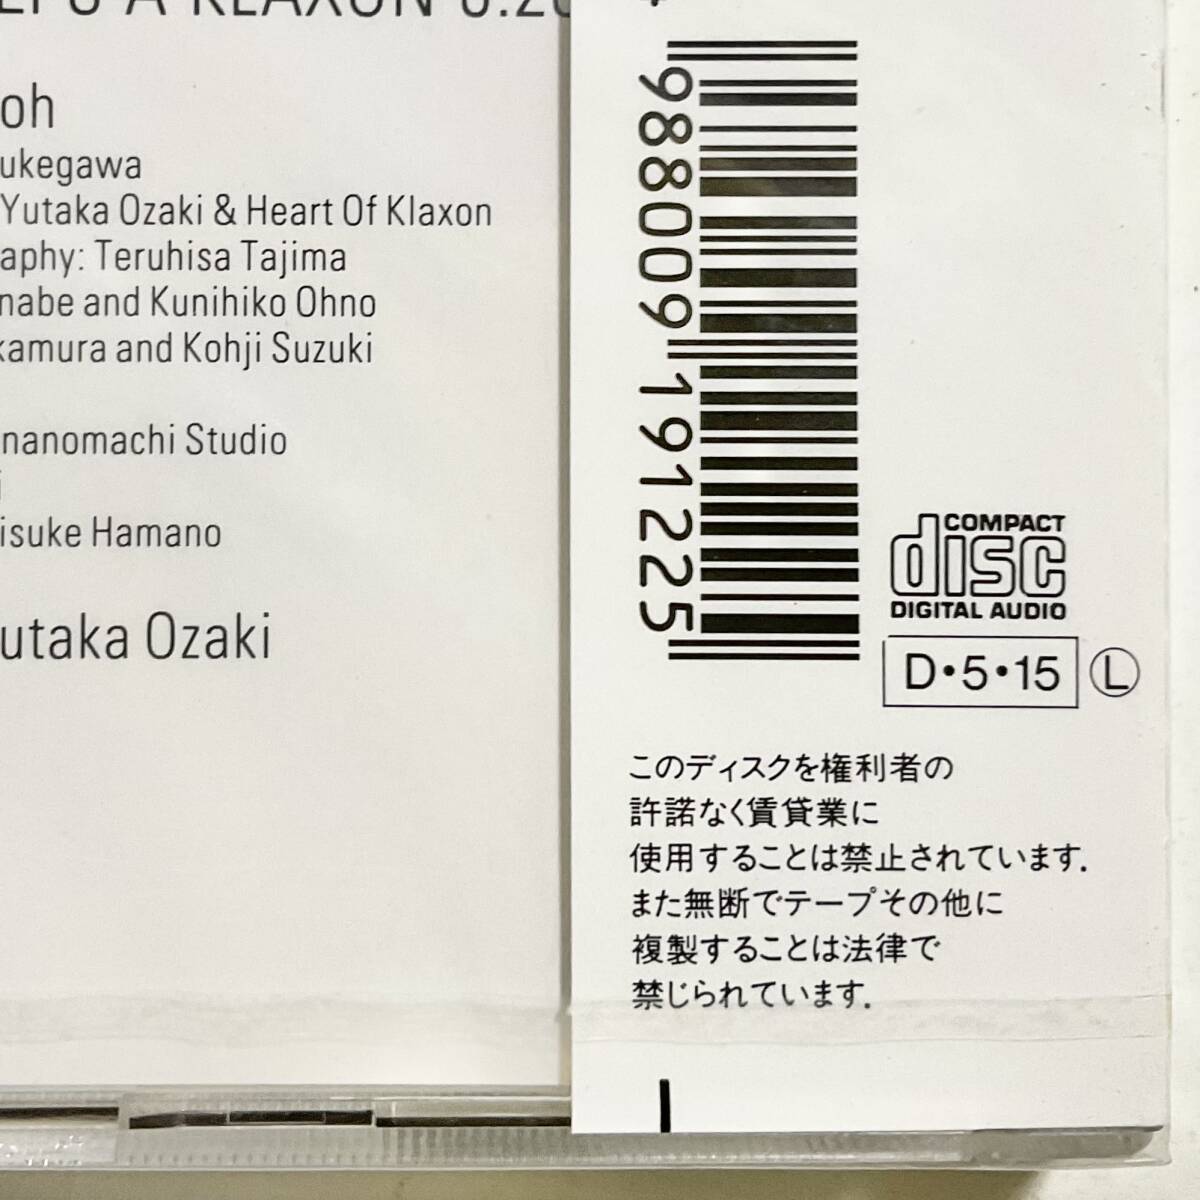 A KLAXON
oh
ukegawa
Yutaka Ozaki & Heart Of Klaxon
aphy: Teruhisa Tajima
nabe and Kunihiko Ohno
kamura and Kohji Suzuki
nanomachi Studio
i
isuke Hamano
utaka Ozaki
988009 191225
COMPACT
disc
DIGITAL AUDIO
D・5・15 Ⓛ
このディスクを権利者の
許諾なく賃貸業に
使用することは禁止されています.
また無断でテープその他に
複製することは法律で
禁じられています.